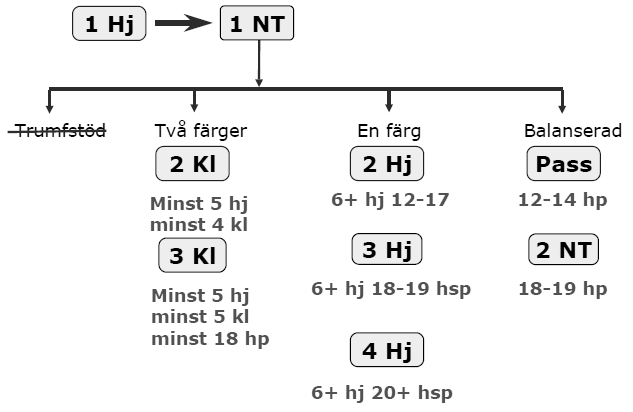 1 Hj
1 NT
Trumfstöd
Två färger
En färg
Balanserad
2 Kl
2 Hj
Pass
Minst 5 hj
minst 4 kl
6+ hj 12-17
12-14 hp
3 Kl
3 Hj
2 NT
Minst 5 hj
minst 5 kl
minst 18 hp
6+ hj 18-19 hsp
18-19 hp
4 Hj
6+ hj 20+ hsp